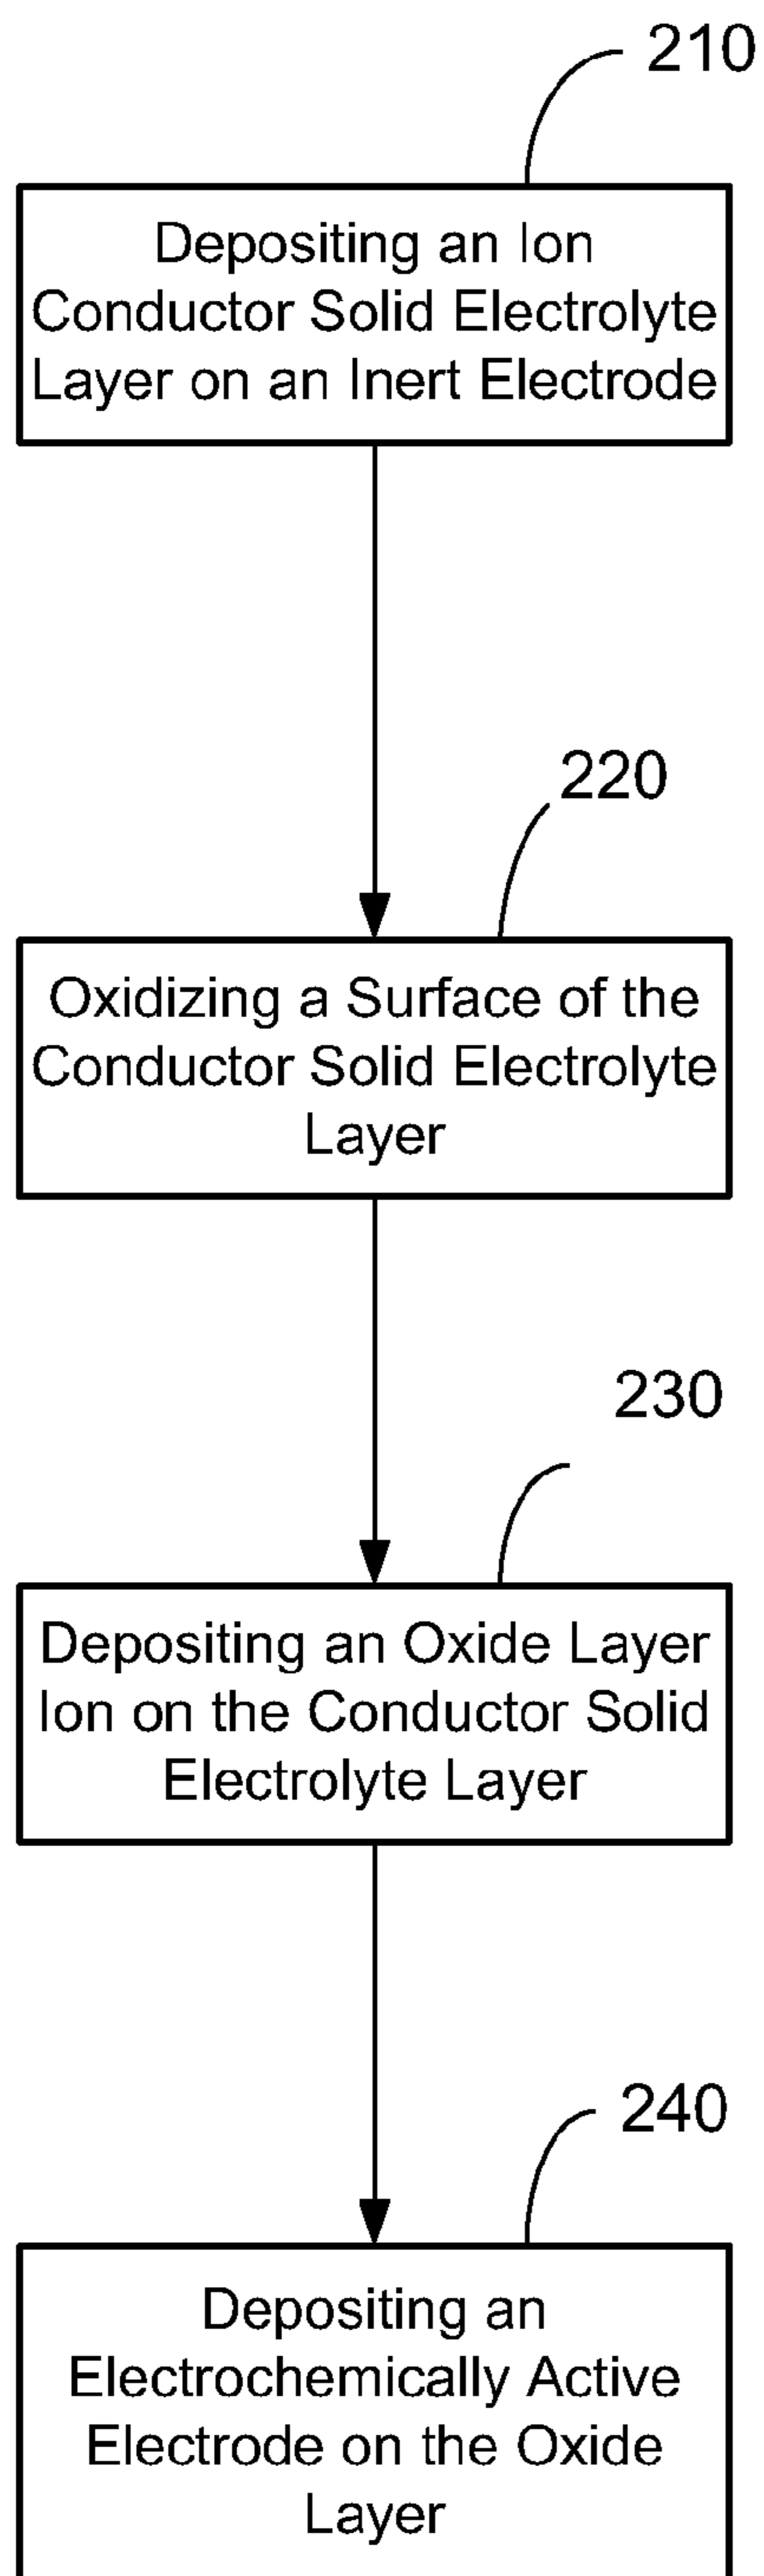 210
Depositing an Ion
Conductor Solid Electrolyte
Layer on an Inert Electrode
220
Oxidizing a Surface of the
Conductor Solid Electrolyte
Layer
230
Depositing an Oxide Layer
Ion on the Conductor Solid
Electrolyte Layer
240
Depositing an
Electrochemically Active
Electrode on the Oxide
Layer